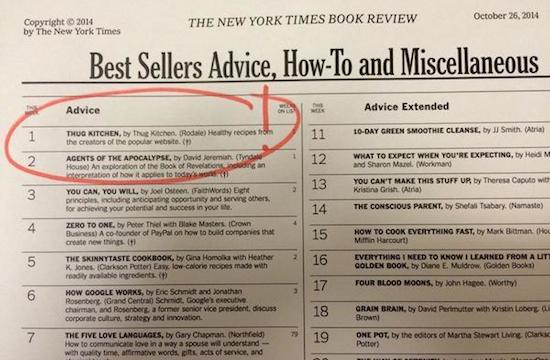 Copyright © 2014
by The New York Times
THE NEW YORK TIMES BOOK REVIEW
October 26, 2014
Best Sellers Advice, How-To and Miscellaneous
THIS
WEEK
Advice
WEEKS
ON LIST
1
THUG KITCHEN, by Thug Kitchen. (Rodale) Healthy recipes from
the creators of the popular website. (†)
2
AGENTS OF THE APOCALYPSE, by David Jeremiah. (Tyndale
House) An exploration of the Book of Revelations, including an
interpretation of how it applies to today's world. (†)
1
3
YOU CAN, YOU WILL, by Joel Osteen. (FaithWords) Eight
principles, including anticipating opportunity and serving others,
for achieving your potential and success in your life.
2
4
ZERO TO ONE, by Peter Thiel with Blake Masters. (Crown
Business) A co-founder of PayPal on how to build companies that
create new things. (†)
4
5
THE SKINNYTASTE COOKBOOK, by Gina Homolka with Heather
K. Jones. (Clarkson Potter) Easy, low-calorie recipes made with
readily available ingredients. (†)
2
6
HOW GOOGLE WORKS, by Eric Schmidt and Jonathan
Rosenberg. (Grand Central) Schmidt, Google's executive
chairman, and Rosenberg, a former senior vice president, discuss
corporate culture, strategy and innovation.
3
7
THE FIVE LOVE LANGUAGES, by Gary Chapman. (Northfield)
How to communicate love in a way a spouse will understand —
with quality time, affirmative words, gifts, acts of service, and
79
THIS
WEEK
Advice Extended
11
10-DAY GREEN SMOOTHIE CLEANSE, by JJ Smith. (Atria)
12
WHAT TO EXPECT WHEN YOU'RE EXPECTING, by Heidi M
and Sharon Mazel. (Workman)
13
YOU CAN'T MAKE THIS STUFF UP, by Theresa Caputo with
Kristina Grish. (Atria)
14
THE CONSCIOUS PARENT, by Shefali Tsabary. (Namaste)
15
HOW TO COOK EVERYTHING FAST, by Mark Bittman. (Hou
Mifflin Harcourt)
16
EVERYTHING I NEED TO KNOW I LEARNED FROM A LITT
GOLDEN BOOK, by Diane E. Muldrow. (Golden Books)
17
FOUR BLOOD MOONS, by John Hagee. (Worthy)
18
GRAIN BRAIN, by David Perlmutter with Kristin Loberg. (Li
Brown)
19
ONE POT, by the editors of Martha Stewart Living. (Clarks
Potter)